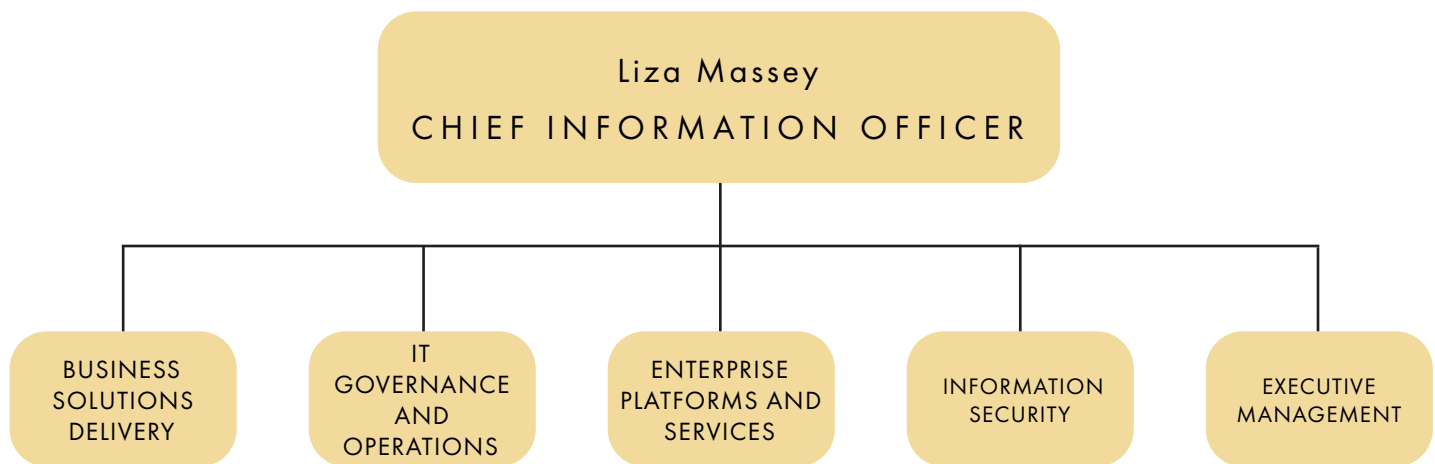 Liza Massey
CHIEF INFORMATION OFFICER
BUSINESS
SOLUTIONS
DELIVERY
IT
GOVERNANCE
AND
OPERATIONS
ENTERPRISE
PLATFORMS AND
SERVICES
INFORMATION
SECURITY
EXECUTIVE
MANAGEMENT